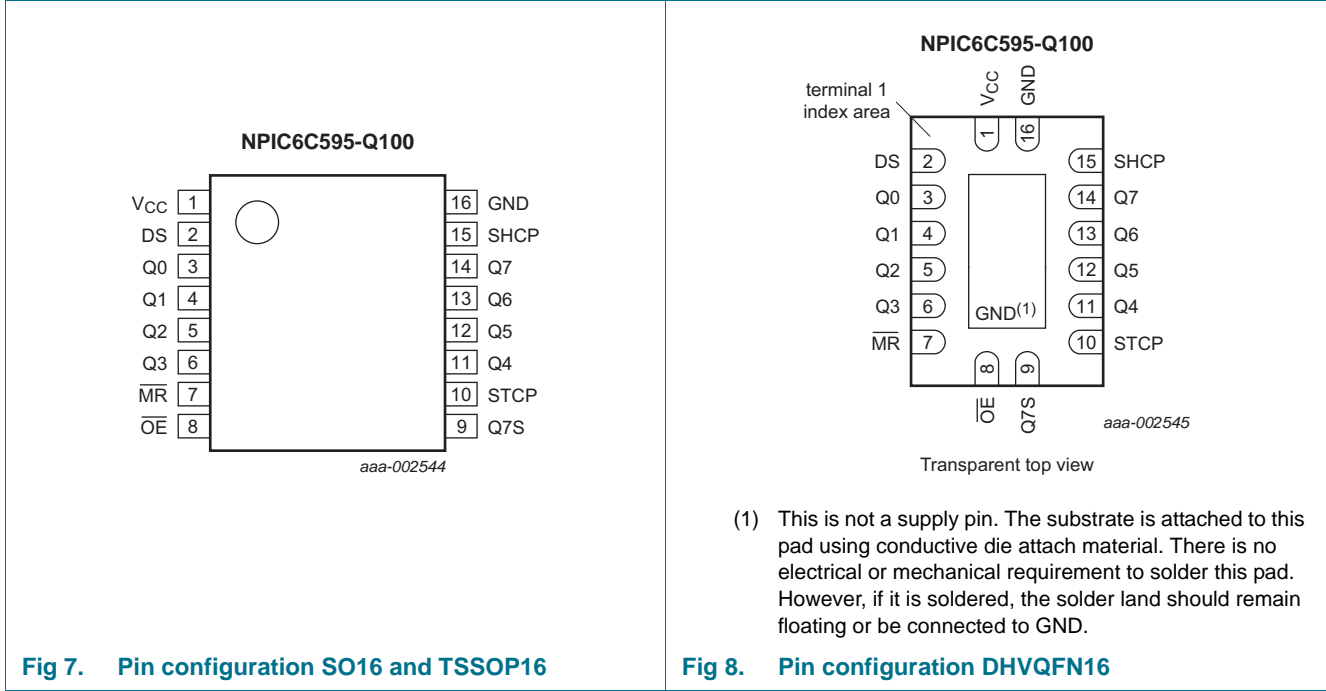 NPIC6C595-Q100
VCC 1
DS 2
Q0 3
Q1 4
Q2 5
Q3 6
MR 7
OE 8
16 GND
15 SHCP
14 Q7
13 Q6
12 Q5
11 Q4
10 STCP
9 Q7S
aaa-002544
Fig 7. Pin configuration SO16 and TSSOP16
NPIC6C595-Q100
terminal 1
index area
VCC
GND
1
16
DS 2
Q0 3
Q1 4
Q2 5
Q3 6
MR 7
15 SHCP
14 Q7
13 Q6
12 Q5
11 Q4
10 STCP
GND(1)
8
9
OE
Q7S
aaa-002545
Transparent top view
(1) This is not a supply pin. The substrate is attached to this
pad using conductive die attach material. There is no
electrical or mechanical requirement to solder this pad.
However, if it is soldered, the solder land should remain
floating or be connected to GND.
Fig 8. Pin configuration DHVQFN16